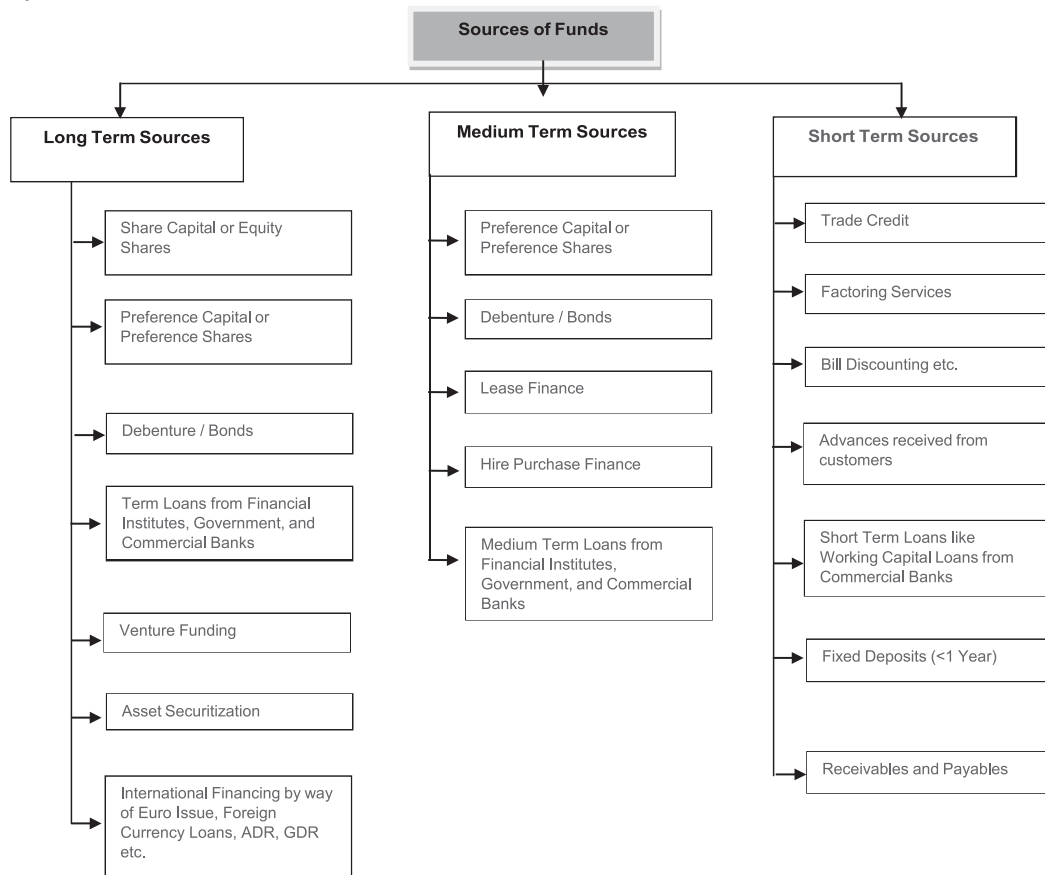 Sources of Funds
Long Term Sources
Share Capital or Equity
Shares
Preference Capital or
Preference Shares
Debenture / Bonds
Term Loans from Financial
Institutes, Government, and
Commercial Banks
Venture Funding
Asset Securitization
International Financing by way
of Euro Issue, Foreign
Currency Loans, ADR, GDR
etc.
Medium Term Sources
Preference Capital or
Preference Shares
Debenture / Bonds
Lease Finance
Hire Purchase Finance
Medium Term Loans from
Financial Institutes,
Government, and Commercial
Banks
Short Term Sources
Trade Credit
Factoring Services
Bill Discounting etc.
Advances received from
customers
Short Term Loans like
Working Capital Loans from
Commercial Banks
Fixed Deposits (<1 Year)
Receivables and Payables